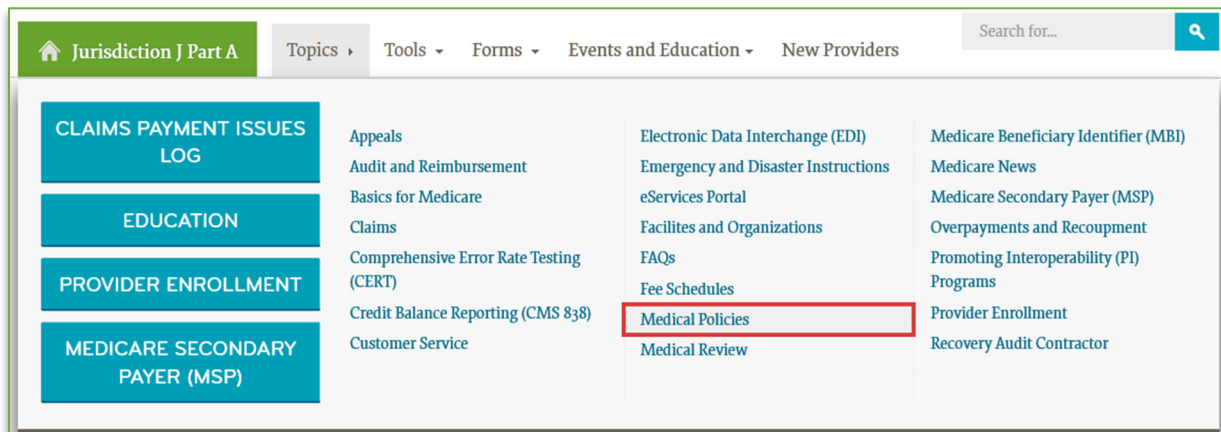 Jurisdiction J Part A
Topics
Tools
Forms
Events and Education
New Providers
Search for...
CLAIMS PAYMENT ISSUES
LOG
EDUCATION
PROVIDER ENROLLMENT
MEDICARE SECONDARY
PAYER (MSP)
Appeals
Audit and Reimbursement
Basics for Medicare
Claims
Comprehensive Error Rate Testing
(CERT)
Credit Balance Reporting (CMS 838)
Customer Service
Electronic Data Interchange (EDI)
Emergency and Disaster Instructions
eServices Portal
Facilites and Organizations
FAQs
Fee Schedules
Medical Policies
Medical Review
Medicare Beneficiary Identifier (MBI)
Medicare News
Medicare Secondary Payer (MSP)
Overpayments and Recoupment
Promoting Interoperability (PI)
Programs
Provider Enrollment
Recovery Audit Contractor